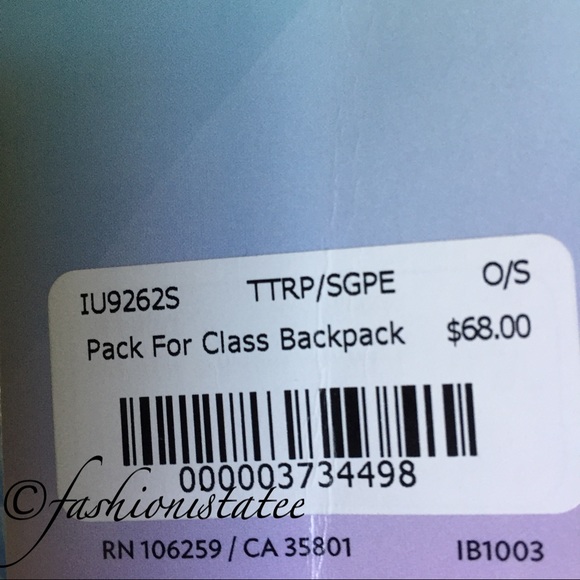 IU9262S TTRP/SGPE O/S
Pack For Class Backpack $68.00
000003734498
©fashionistatee
RN 106259 / CA 35801 IB1003